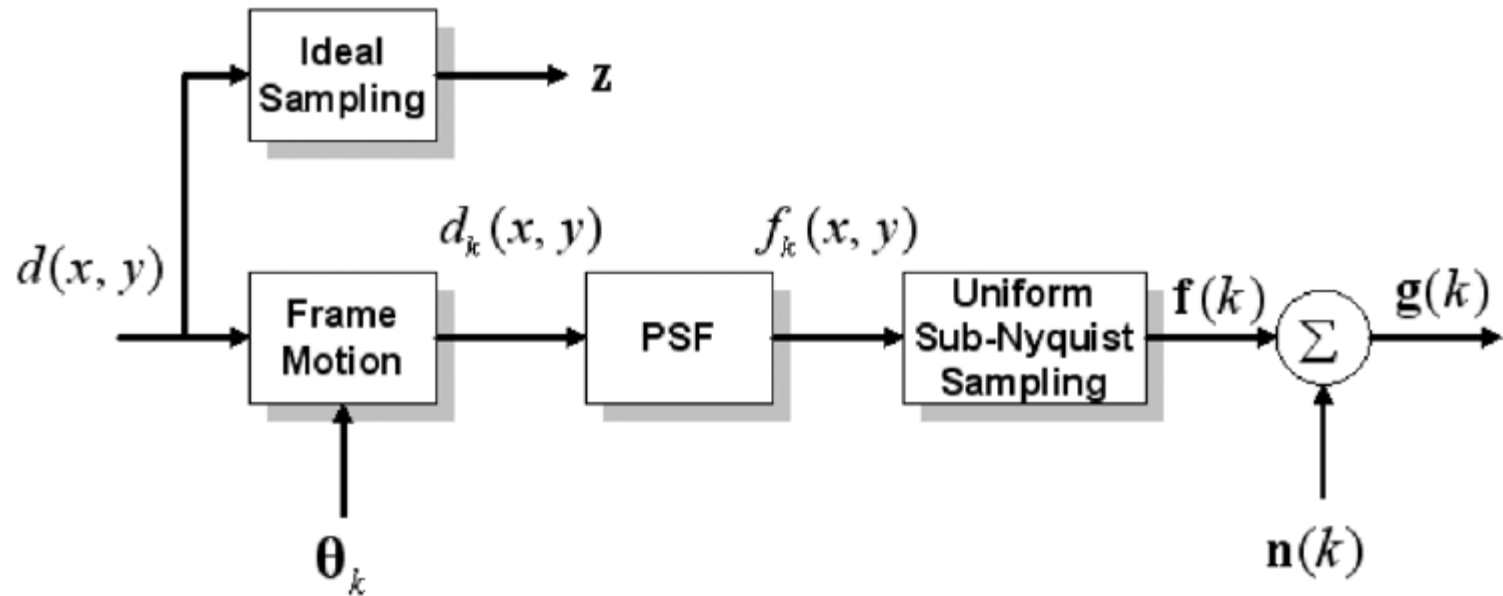 Ideal
Sampling
z
d(x, y)
d_k(x, y)
f_k(x, y)
Frame
Motion
PSF
Uniform
Sub-Nyquist
Sampling
f(k)
Σ
g(k)
θ_k
n(k)